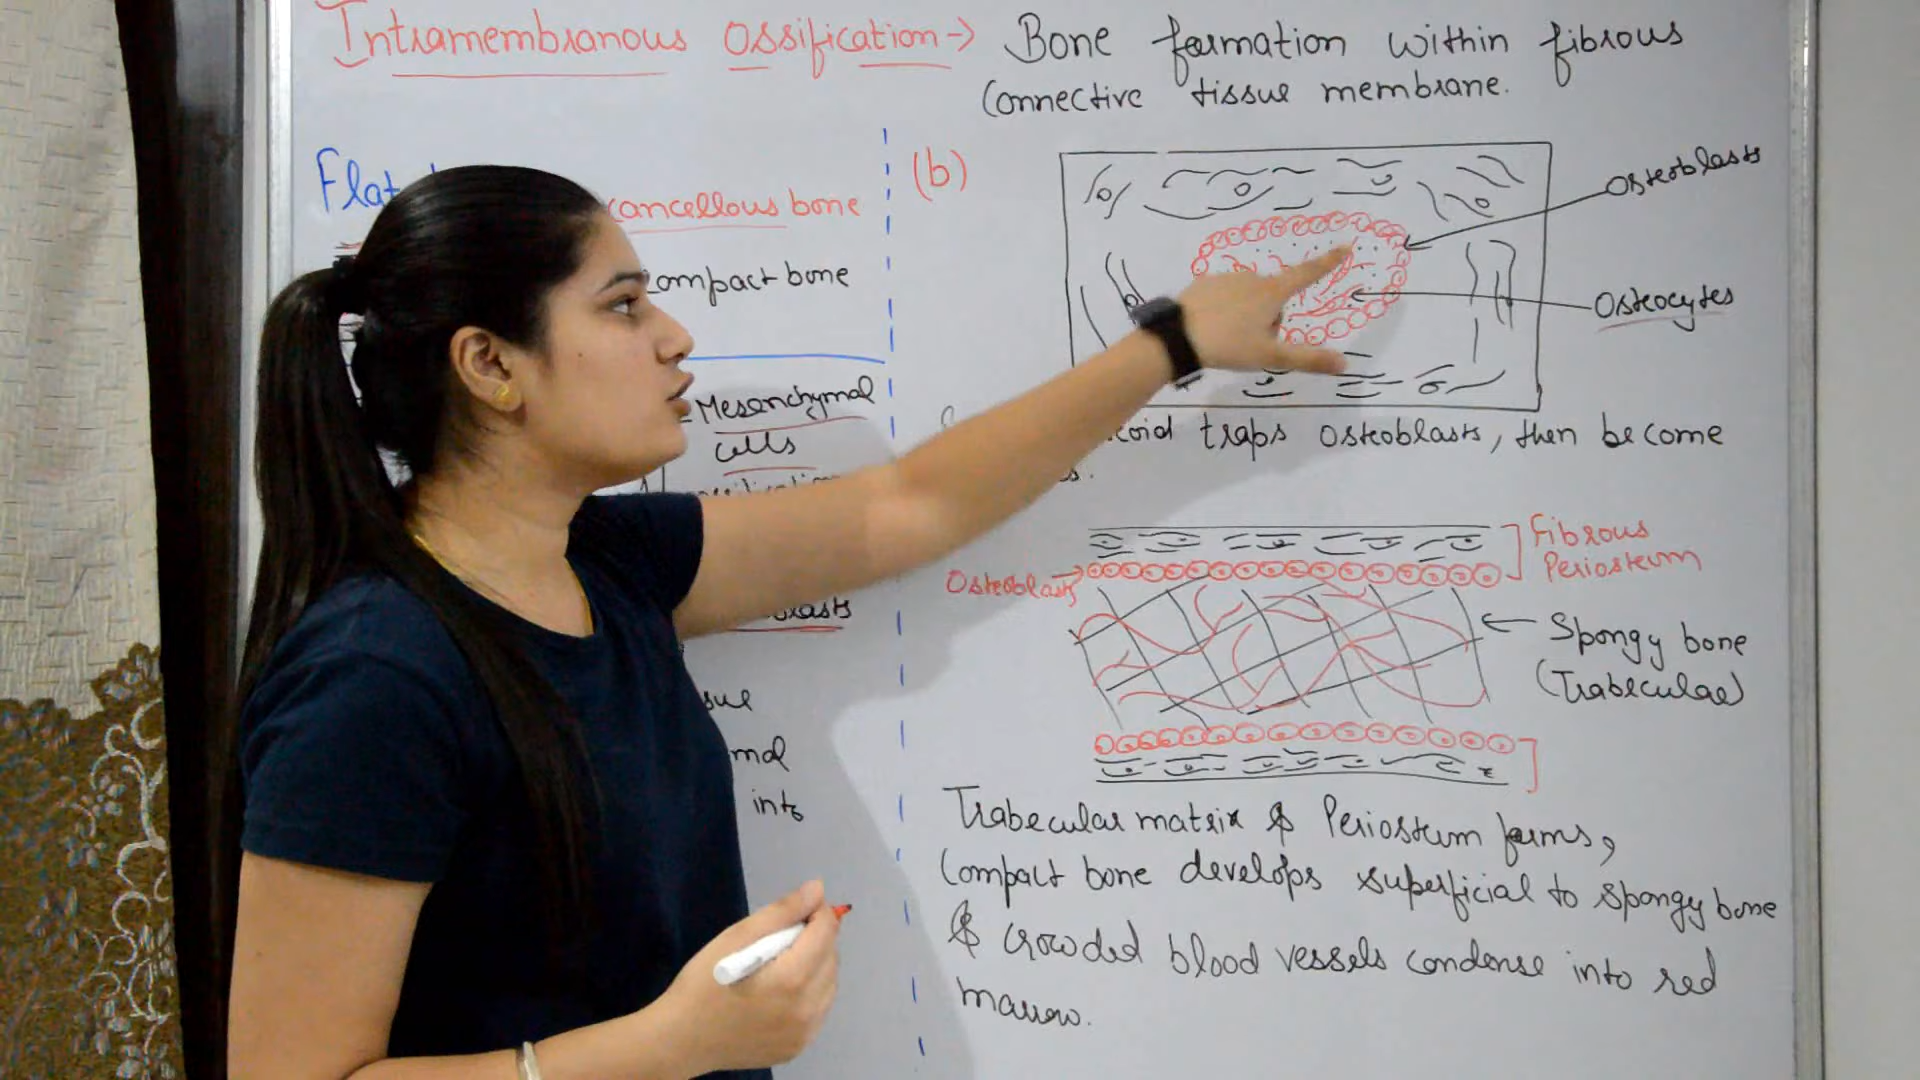 Intramembranous Ossification → Bone formation within fibrous
Connective tissue membrane.
Cancellous bone
Compact bone
Mesenchymal
cells
(b)
Osteoblasts
Osteocytes
traps osteoblasts, then become
Fibrous
Periosteum
Osteoblasts
Spongy bone
(Trabeculae)
into
Trabecular matrix & Periosteum forms,
Compact bone develops superficial to spongy bone
& crowded blood vessels condense into red
marrow.